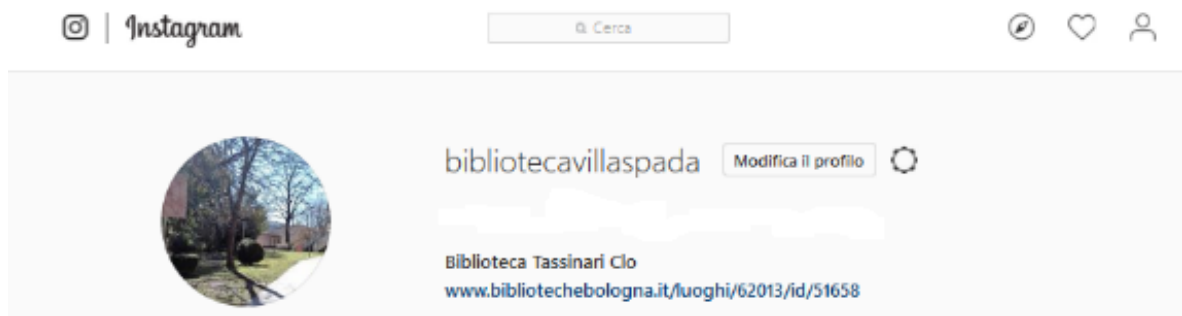 Instagram
Cerca
bibliotecavillaspada Modifica il profilo
Biblioteca Tassinari Clo
www.bibliotechebologna.it/luoghi/62013/id/51658